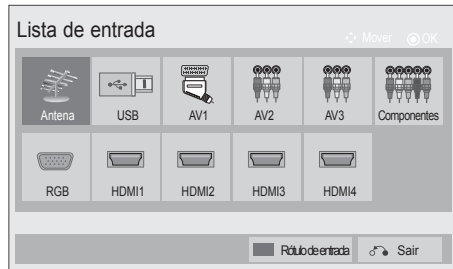 Lista de entrada
Mover OK
Antena USB AV1 AV2 AV3 Componentes
RGB HDMI1 HDMI2 HDMI3 HDMI4
Rótulo de entrada Sair